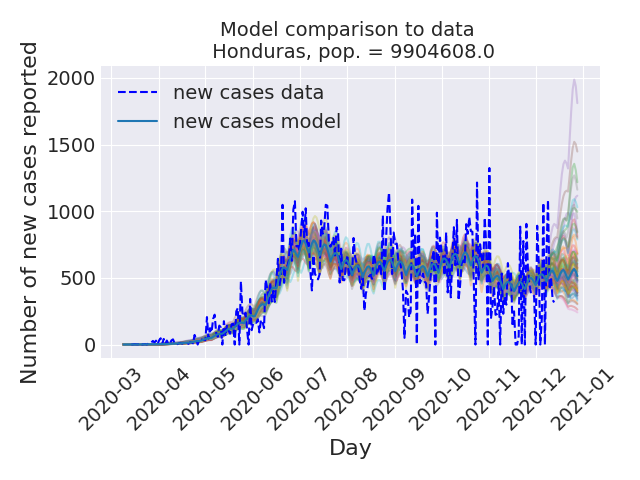 Model comparison to data
Honduras, pop. = 9904608.0
new cases data
new cases model
Number of new cases reported
2000
1500
1000
500
0
2020-03
2020-04
2020-05
2020-06
2020-07
2020-08
2020-09
2020-10
2020-11
2020-12
2021-01
Day